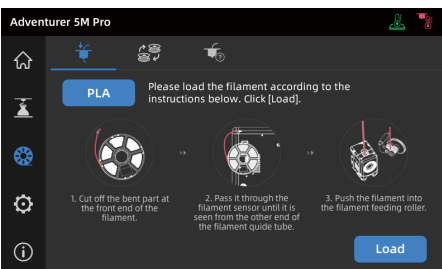 Adventurer 5M Pro
PLA
Please load the filament according to the
instructions below. Click [Load].
1. Cut off the bent part at
the front end of the
filament.
2. Pass it through the
filament sensor until it is
seen from the other end of
the filament quide tube.
3. Push the filament into
the filament feeding roller.
Load